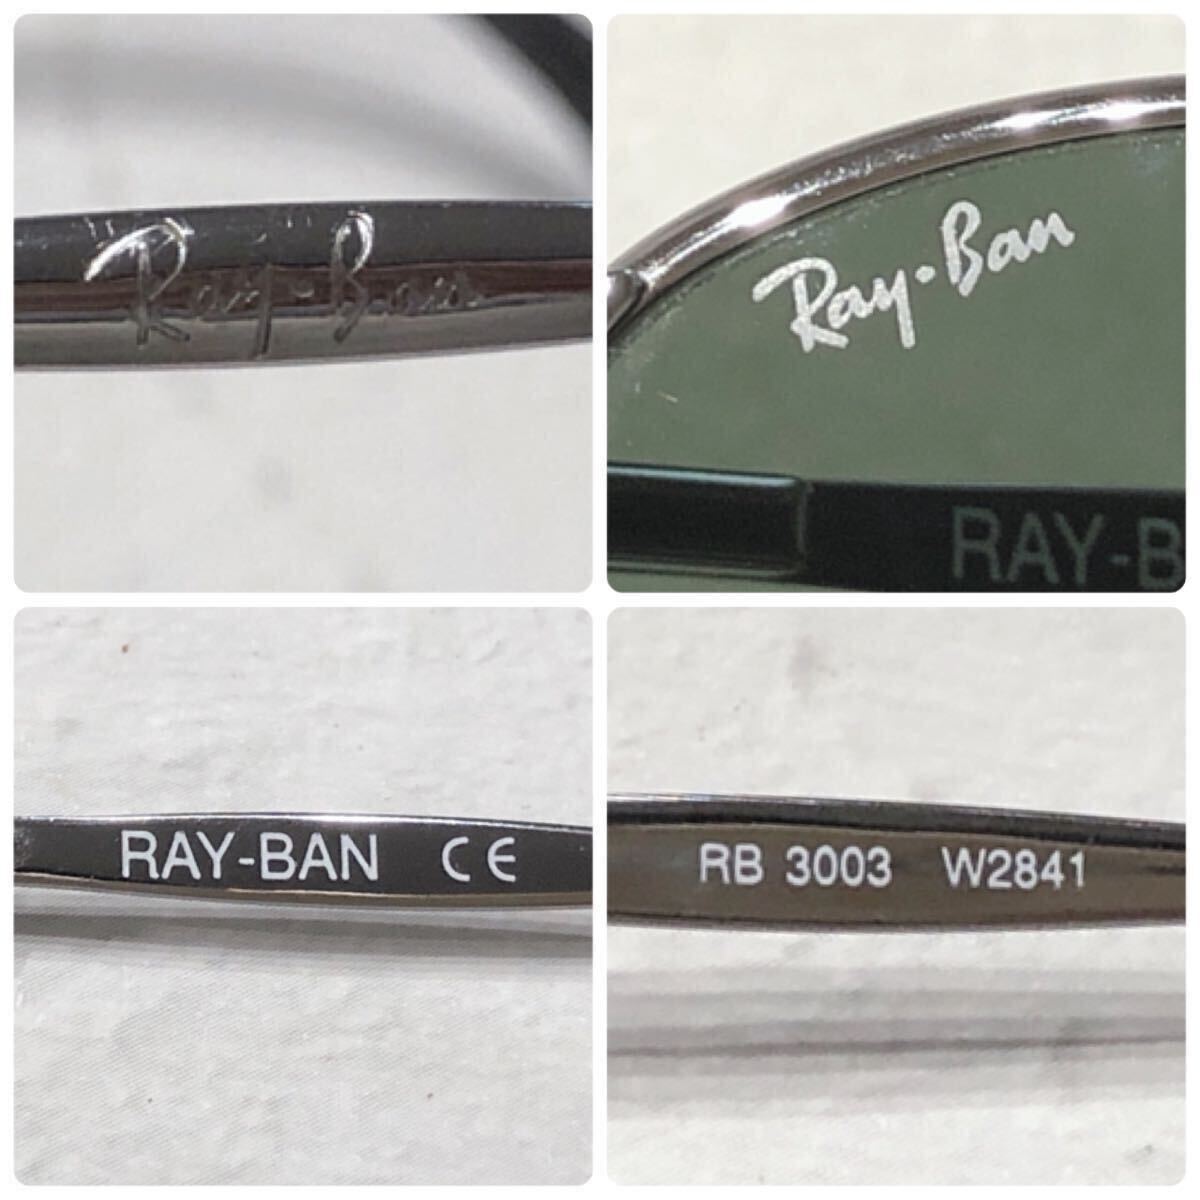 Ray-Ban
Ray-Ban
RAY-B
RAY-BAN CE
RB 3003 W2841